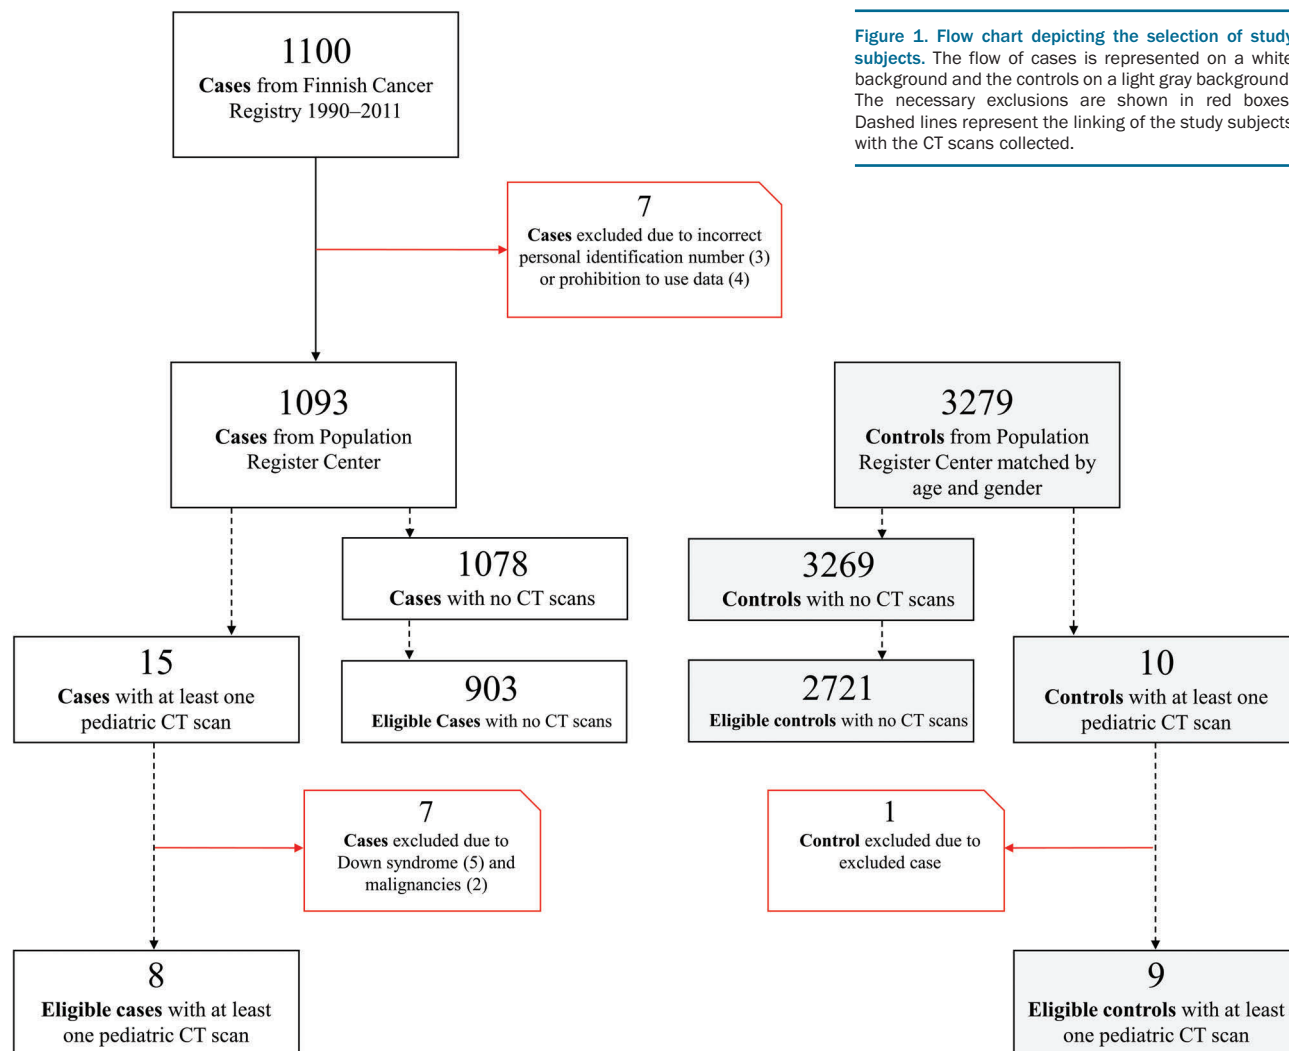 1100
Cases from Finnish Cancer
Registry 1990–2011
Figure 1. Flow chart depicting the selection of study
subjects. The flow of cases is represented on a white
background and the controls on a light gray background
The necessary exclusions are shown in red boxes
Dashed lines represent the linking of the study subjects
with the CT scans collected.
7
Cases excluded due to incorrect
personal identification number (3)
or prohibition to use data (4)
1093
Cases from Population
Register Center
3279
Controls from Population
Register Center matched by
age and gender
1078
Cases with no CT scans
3269
Controls with no CT scans
15
Cases with at least one
pediatric CT scan
903
Eligible Cases with no CT scans
2721
Eligible controls with no CT scans
10
Controls with at least one
pediatric CT scan
7
Cases excluded due to
Down syndrome (5) and
malignancies (2)
1
Control excluded due to
excluded case
8
Eligible cases with at least
one pediatric CT scan
9
Eligible controls with at least
one pediatric CT scan